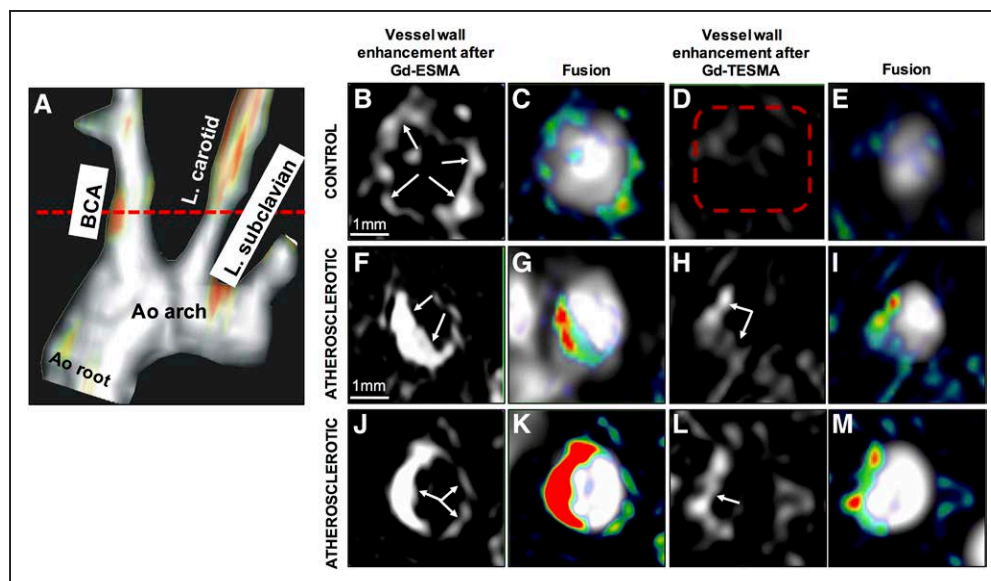 Vessel wall
enhancement after
Gd-ESMA
Fusion
Vessel wall
enhancement after
Gd-TESMA
Fusion
A
BCA
L. carotid
L. subclavian
Ao arch
Ao root
CONTROL
B
1mm
C
D
E
ATHEROSCLEROTIC
F
1mm
G
H
I
ATHEROSCLEROTIC
J
K
L
M